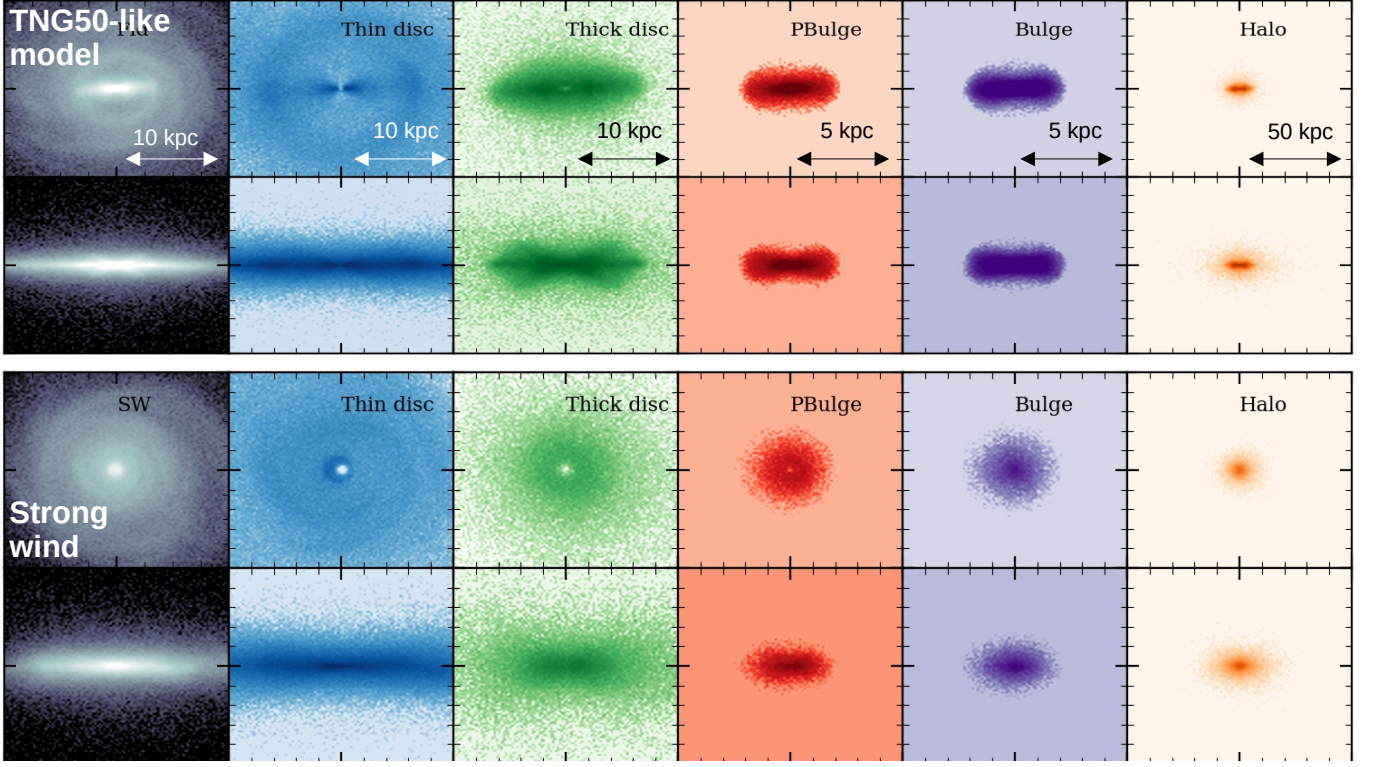 TNG50-like
model
Fid
Thin disc
Thick disc
PBulge
Bulge
Halo
10 kpc
10 kpc
10 kpc
5 kpc
5 kpc
50 kpc
SW
Thin disc
Thick disc
PBulge
Bulge
Halo
Strong
wind